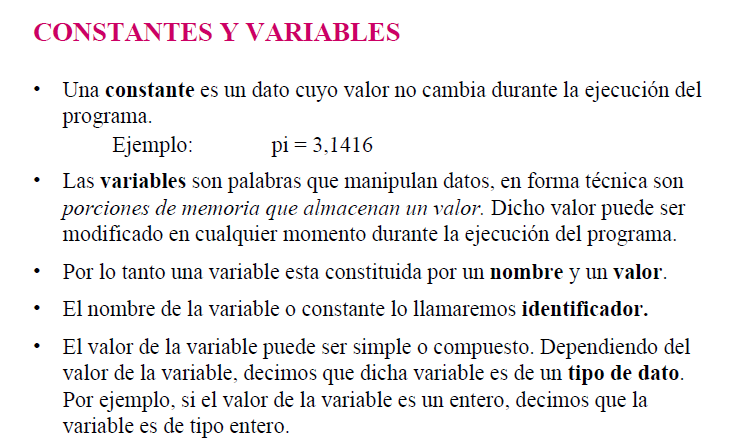 CONSTANTES Y VARIABLES
• Una constante es un dato cuyo valor no cambia durante la ejecución del
programa.
Ejemplo: pi = 3,1416
• Las variables son palabras que manipulan datos, en forma técnica son
porciones de memoria que almacenan un valor. Dicho valor puede ser
modificado en cualquier momento durante la ejecución del programa.
• Por lo tanto una variable esta constituida por un nombre y un valor.
• El nombre de la variable o constante lo llamaremos identificador.
• El valor de la variable puede ser simple o compuesto. Dependiendo del
valor de la variable, decimos que dicha variable es de un tipo de dato.
Por ejemplo, si el valor de la variable es un entero, decimos que la
variable es de tipo entero.